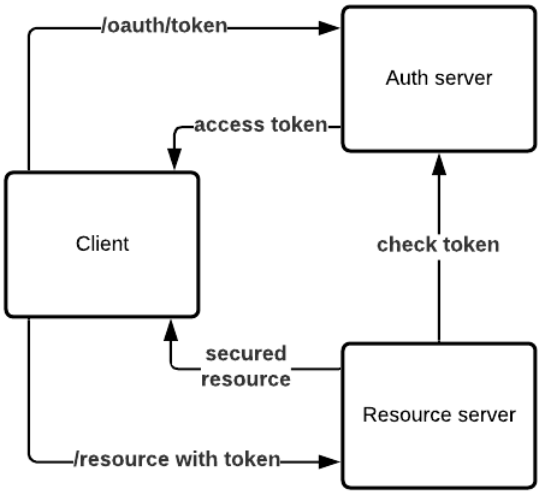 /oauth/token
Auth server
access token
Client
check token
secured
resource
Resource server
/resource with token